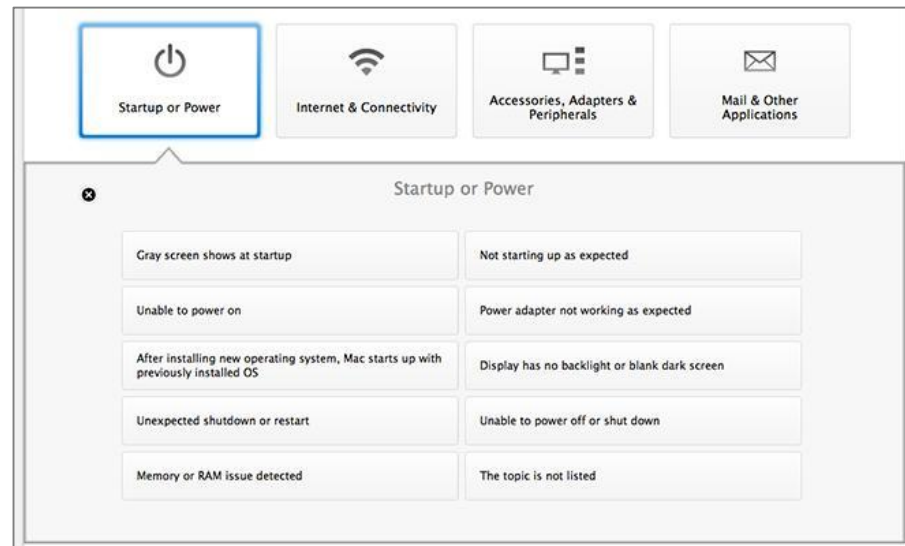 Startup or Power
Internet & Connectivity
Accessories, Adapters &
Peripherals
Mail & Other
Applications
Startup or Power
Gray screen shows at startup
Not starting up as expected
Unable to power on
Power adapter not working as expected
After installing new operating system, Mac starts up with
previously installed OS
Display has no backlight or blank dark screen
Unexpected shutdown or restart
Unable to power off or shut down
Memory or RAM issue detected
The topic is not listed